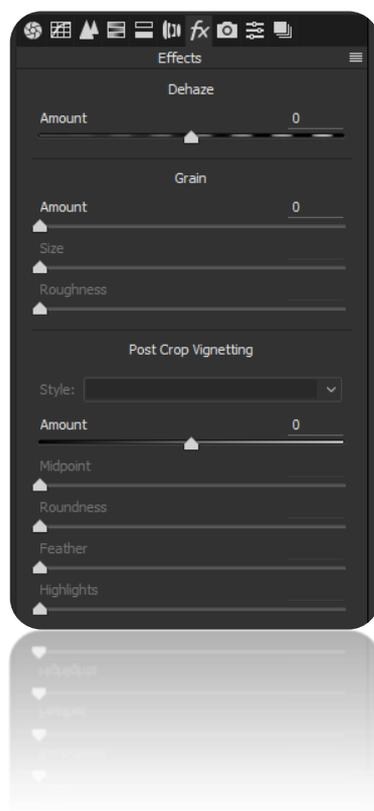 fx
Effects
Dehaze
Amount 0
Grain
Amount 0
Size
Roughness
Post Crop Vignetting
Style:
Amount 0
Midpoint
Roundness
Feather
Highlights